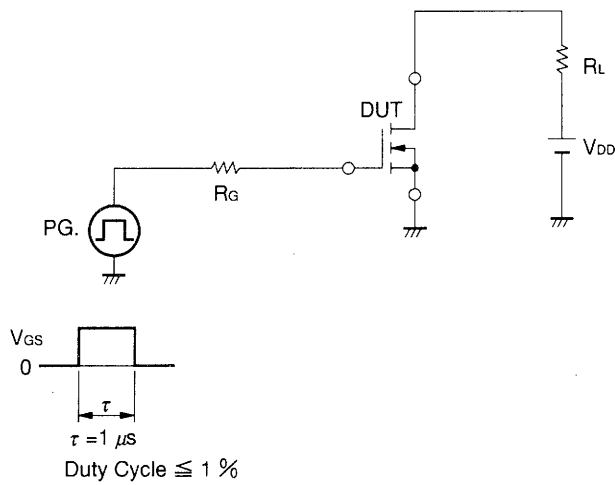 DUT
RL
VDD
RG
PG.
VGS
0
τ
τ = 1 μs
Duty Cycle ≦ 1 %